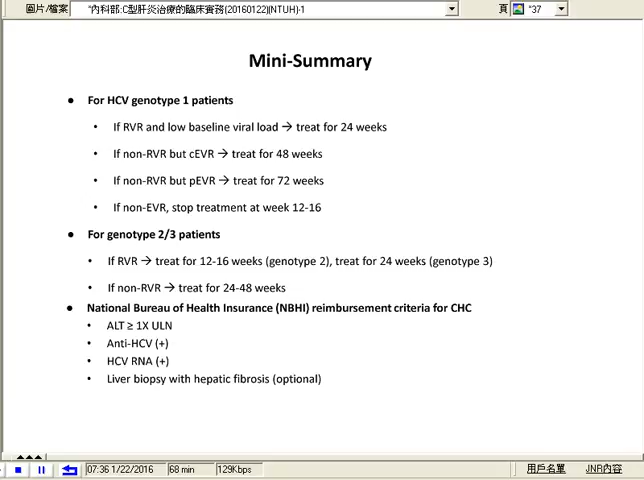 圖片/檔案
"內科部:C型肝炎治療的臨床實務(20160122)(NTUH)-1
頁
"37
Mini-Summary
● For HCV genotype 1 patients
• If RVR and low baseline viral load → treat for 24 weeks
• If non-RVR but cEVR → treat for 48 weeks
• If non-RVR but pEVR → treat for 72 weeks
• If non-EVR, stop treatment at week 12-16
● For genotype 2/3 patients
• If RVR → treat for 12-16 weeks (genotype 2), treat for 24 weeks (genotype 3)
• If non-RVR → treat for 24-48 weeks
● National Bureau of Health Insurance (NBHI) reimbursement criteria for CHC
• ALT ≥ 1X ULN
• Anti-HCV (+)
• HCV RNA (+)
• Liver biopsy with hepatic fibrosis (optional)
07:36 1/22/2016
68 min
129Kbps
用戶名單
JNR內容